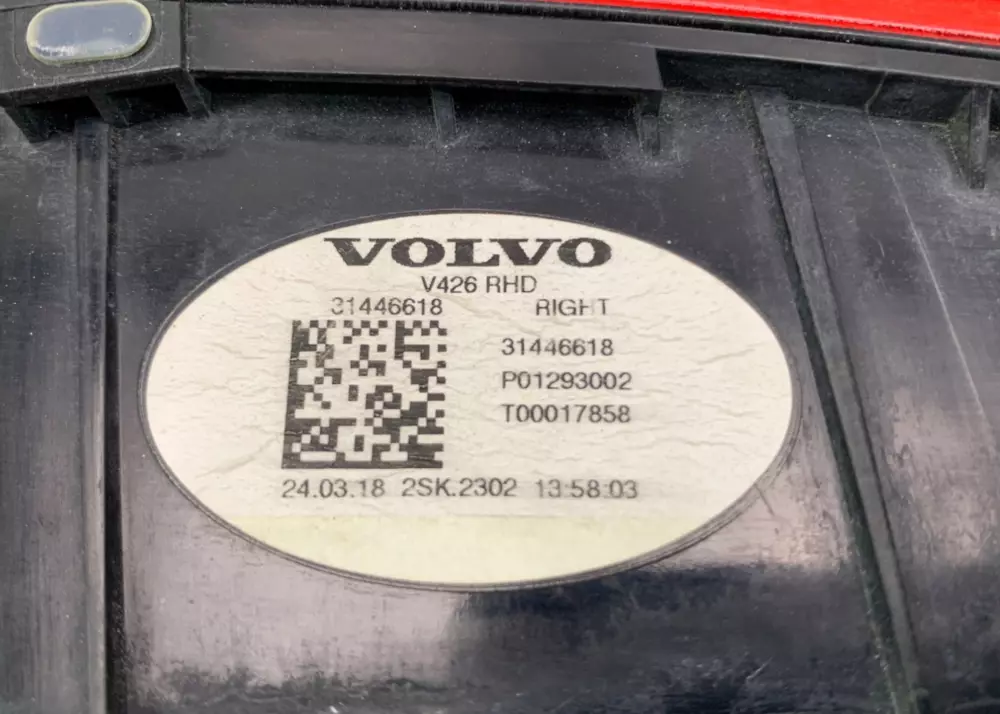 VOLVO
V426 RHD
31446618 RIGHT
31446618
P01293002
T00017858
24.03.18 2SK.2302 13:58:03